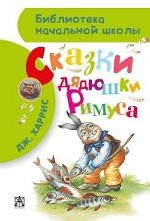 Библиотека
начальной школы
Сказки
дядюшки
Римуса
ДЖ. ХАРРИС